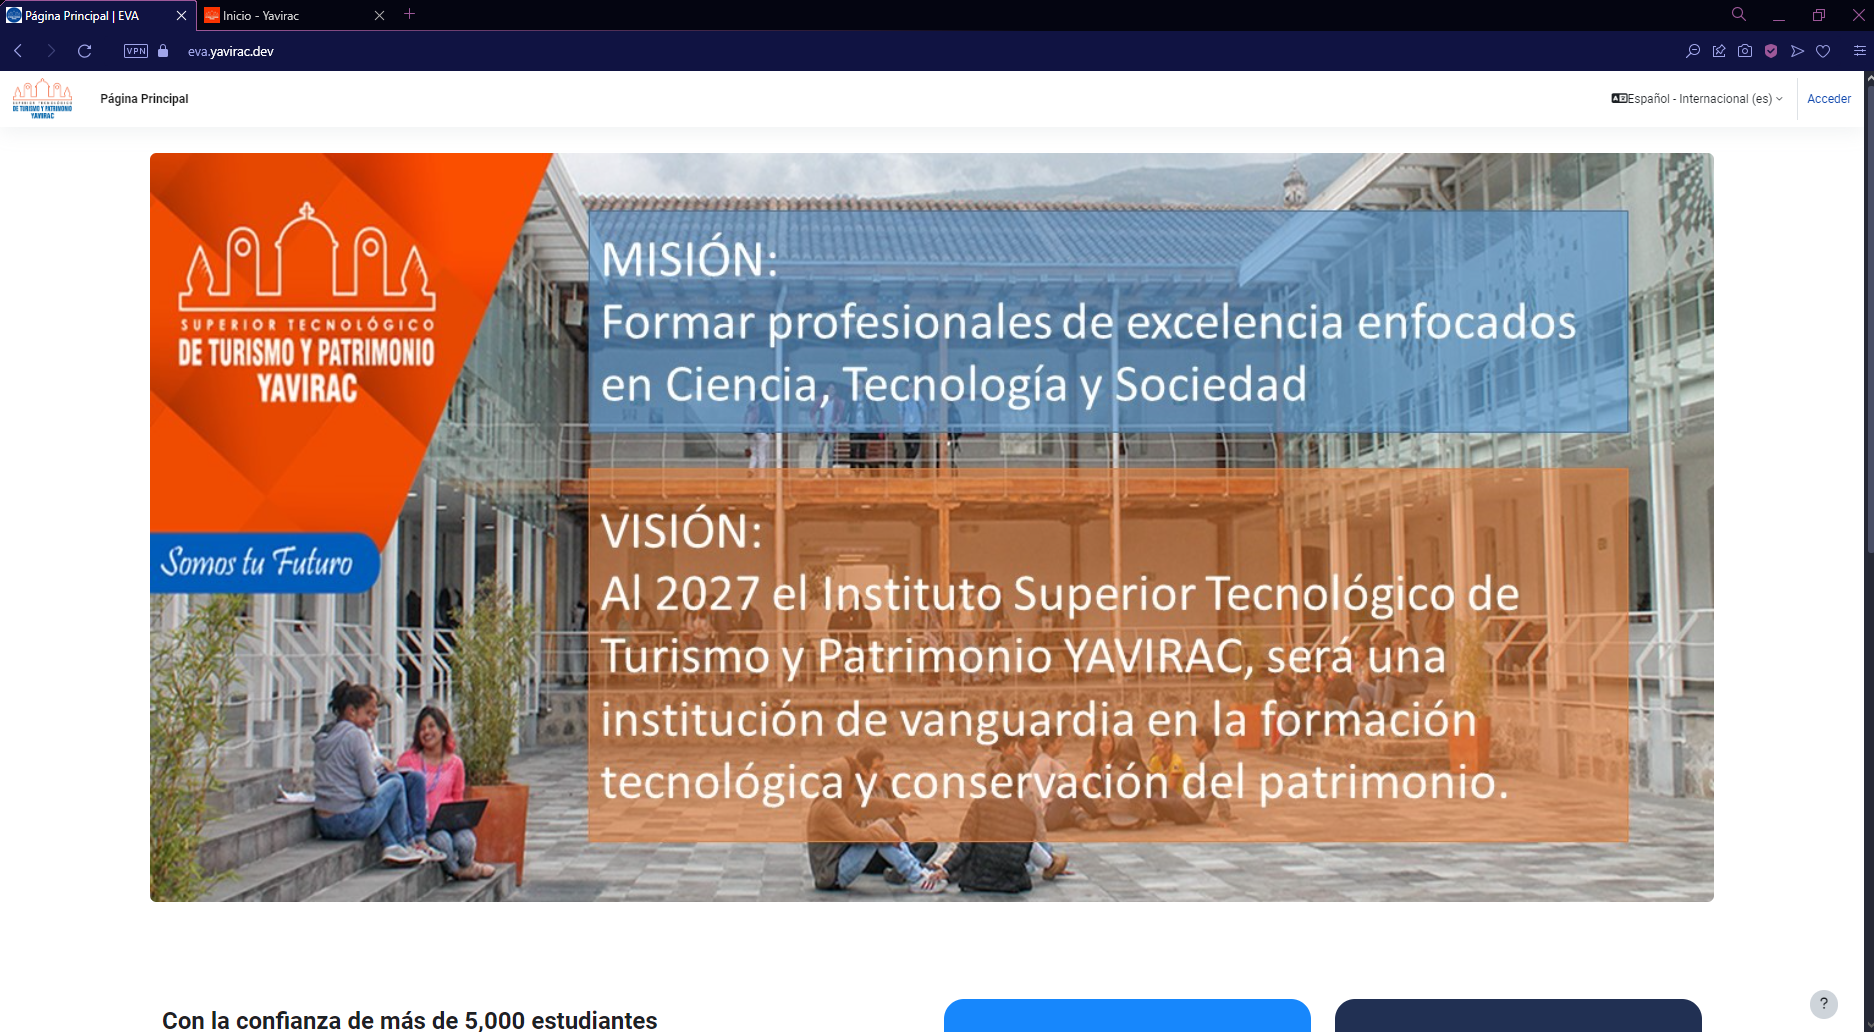 Página Principal | EVA
Inicio - Yavirac
VPN
eva.yavirac.dev
SUPERIOR TECNOLÓGICO
DE TURISMO Y PATRIMONIO
YAVIRAC
Página Principal
Español - Internacional (es)
Acceder
SUPERIOR TECNOLÓGICO
DE TURISMO Y PATRIMONIO
YAVIRAC
Somos tu Futuro
MISIÓN:
Formar profesionales de excelencia enfocados
en Ciencia, Tecnología y Sociedad
VISIÓN:
Al 2027 el Instituto Superior Tecnológico de
Turismo y Patrimonio YAVIRAC, será una
institución de vanguardia en la formación
tecnológica y conservación del patrimonio.
Con la confianza de más de 5,000 estudiantes
?